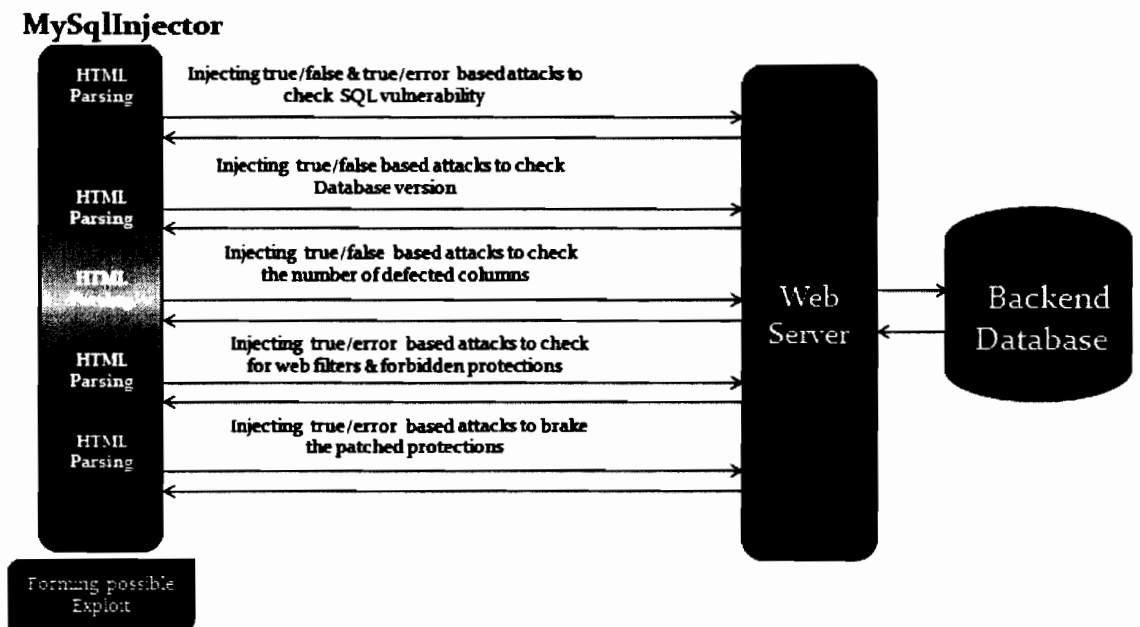 MySqlInjector
HTML
Parsing
Injecting true/false & true/error based attacks to
check SQL vulnerability
HTML
Parsing
Injecting true/false based attacks to check
Database version
HTML
Parsing
Injecting true/false based attacks to check
the number of defected columns
HTML
Parsing
Injecting true/error based attacks to check
for web filters & forbidden protections
HTML
Parsing
Injecting true/error based attacks to brake
the patched protections
Web
Server
Backend
Database
Forming possible
Exploit